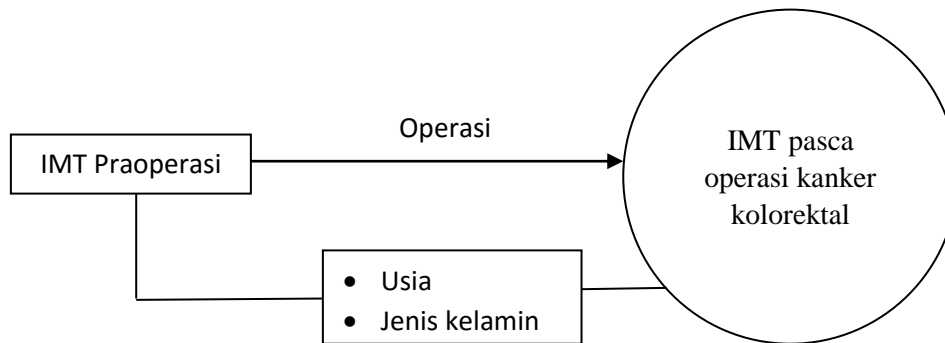 Operasi
IMT Praoperasi
IMT pasca
operasi kanker
kolorektal
• Usia
• Jenis kelamin